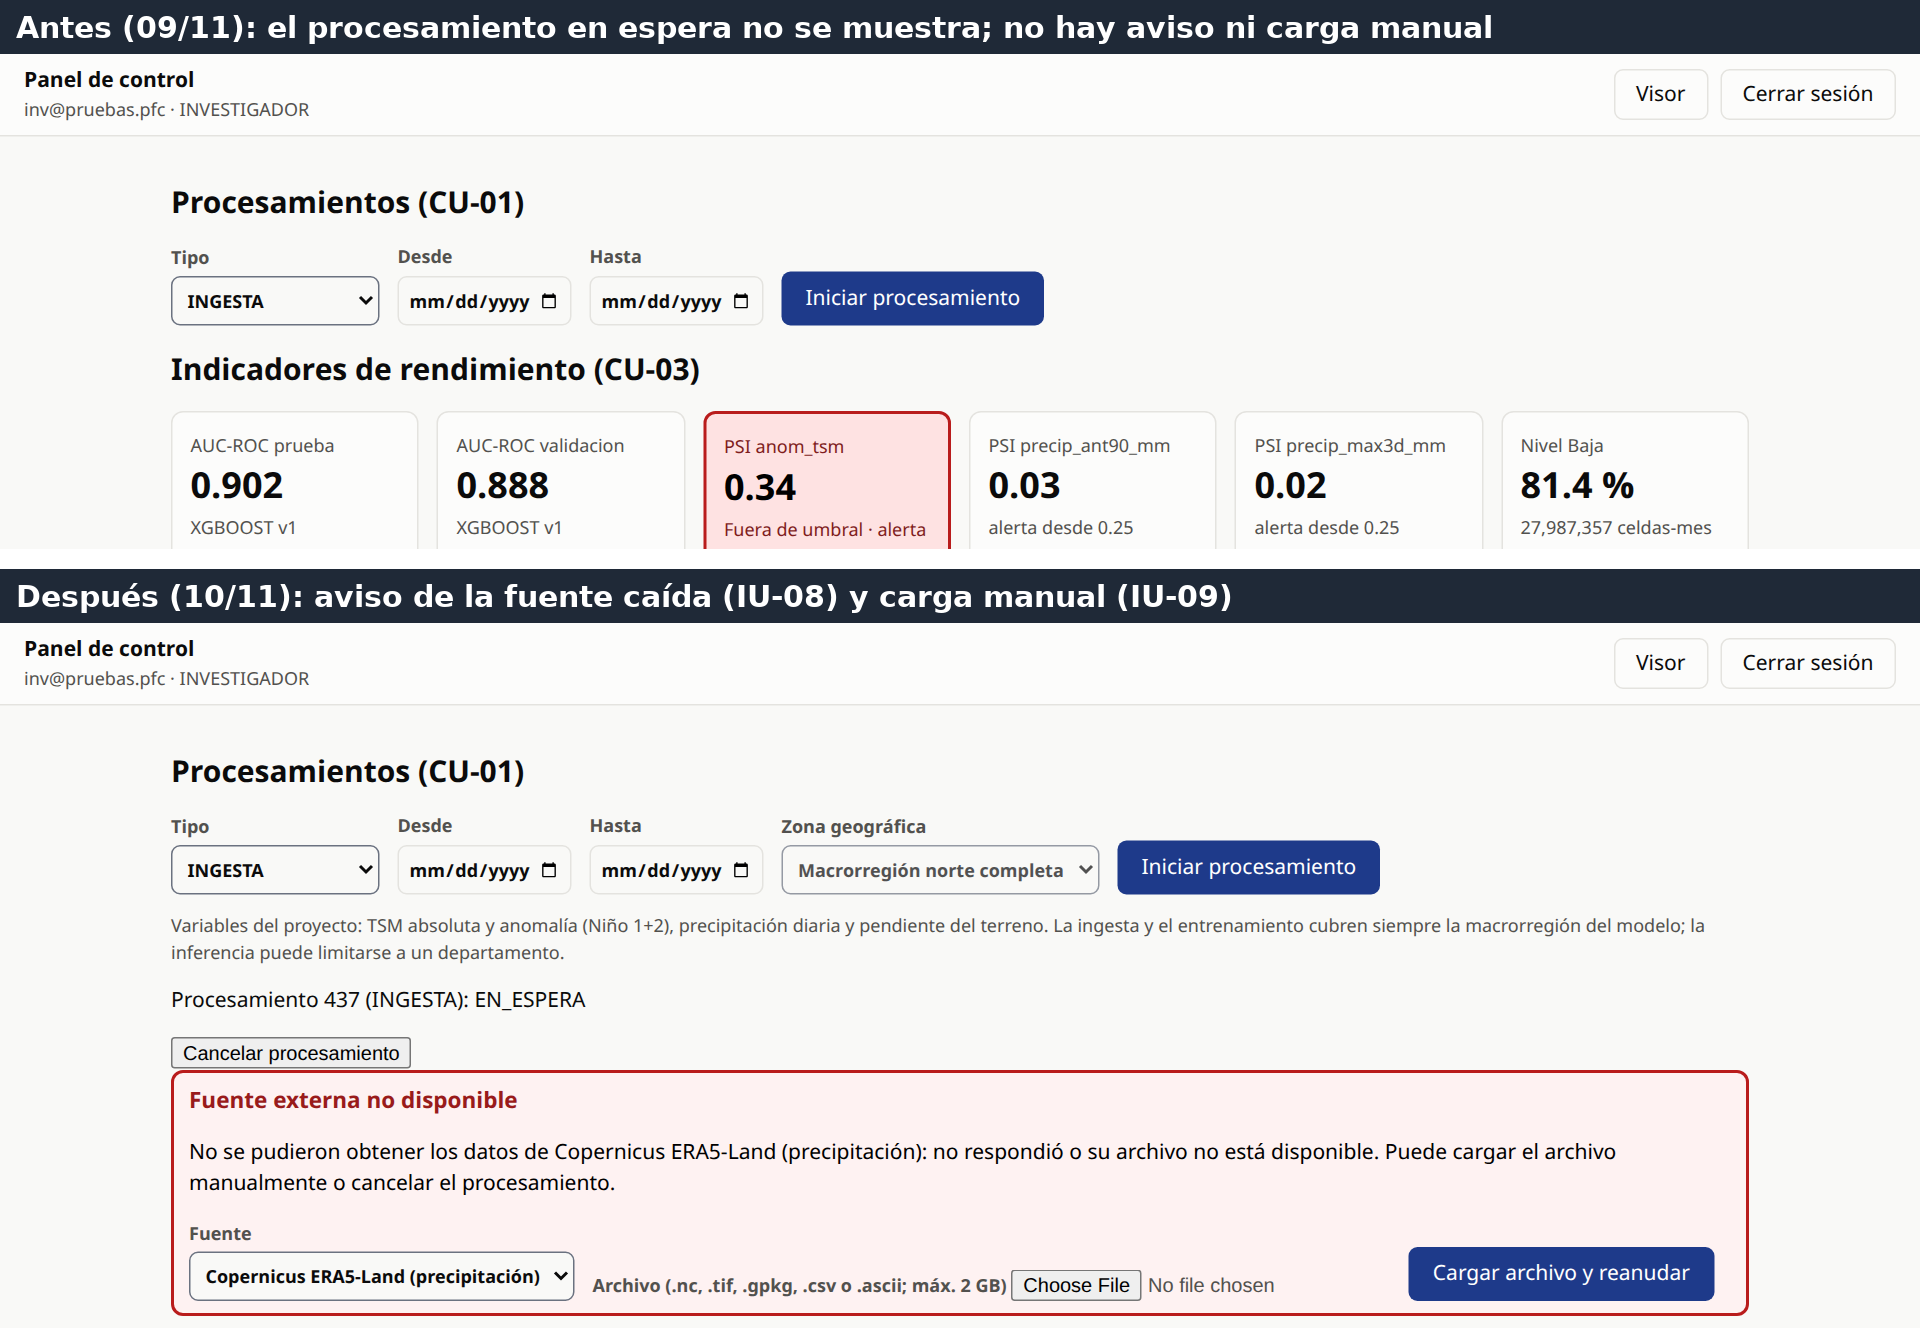 Antes (09/11): el procesamiento en espera no se muestra; no hay aviso ni carga manual
Panel de control
inv@pruebas.pfc · INVESTIGADOR
Visor
Cerrar sesión
Procesamientos (CU-01)
Tipo
Desde
Hasta
INGESTA
mm/dd/yyyy
mm/dd/yyyy
Iniciar procesamiento
Indicadores de rendimiento (CU-03)
AUC-ROC prueba
0.902
XGBOOST v1
AUC-ROC validacion
0.888
XGBOOST v1
PSI anom_tsm
0.34
Fuera de umbral · alerta
PSI precip_ant90_mm
0.03
alerta desde 0.25
PSI precip_max3d_mm
0.02
alerta desde 0.25
Nivel Baja
81.4 %
27,987,357 celdas-mes
Después (10/11): aviso de la fuente caída (IU-08) y carga manual (IU-09)
Panel de control
inv@pruebas.pfc · INVESTIGADOR
Visor
Cerrar sesión
Procesamientos (CU-01)
Tipo
Desde
Hasta
Zona geográfica
INGESTA
mm/dd/yyyy
mm/dd/yyyy
Macrorregión norte completa
Iniciar procesamiento
Variables del proyecto: TSM absoluta y anomalía (Niño 1+2), precipitación diaria y pendiente del terreno. La ingesta y el entrenamiento cubren siempre la macrorregión del modelo; la
inferencia puede limitarse a un departamento.
Procesamiento 437 (INGESTA): EN_ESPERA
Cancelar procesamiento
Fuente externa no disponible
No se pudieron obtener los datos de Copernicus ERA5-Land (precipitación): no respondió o su archivo no está disponible. Puede cargar el archivo
manualmente o cancelar el procesamiento.
Fuente
Copernicus ERA5-Land (precipitación)
Archivo (.nc, .tif, .gpkg, .csv o .ascii; máx. 2 GB)
Choose File
No file chosen
Cargar archivo y reanudar